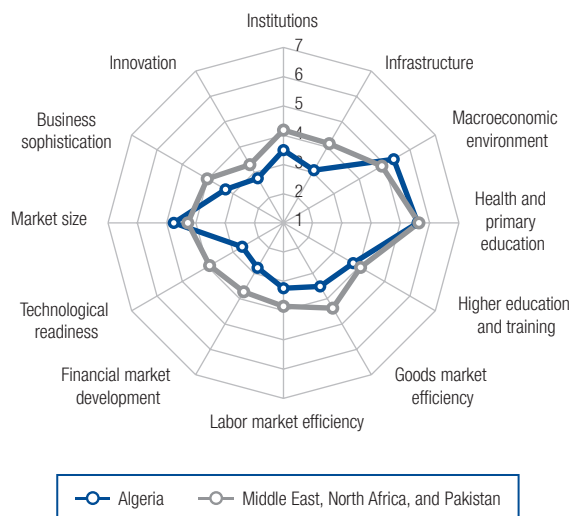 Institutions
7
6
5
4
3
2
1
Infrastructure
Macroeconomic
environment
Health and
primary
education
Higher education
and training
Goods market
efficiency
Labor market efficiency
Financial market
development
Technological
readiness
Market size
Business
sophistication
Innovation
Algeria
Middle East, North Africa, and Pakistan